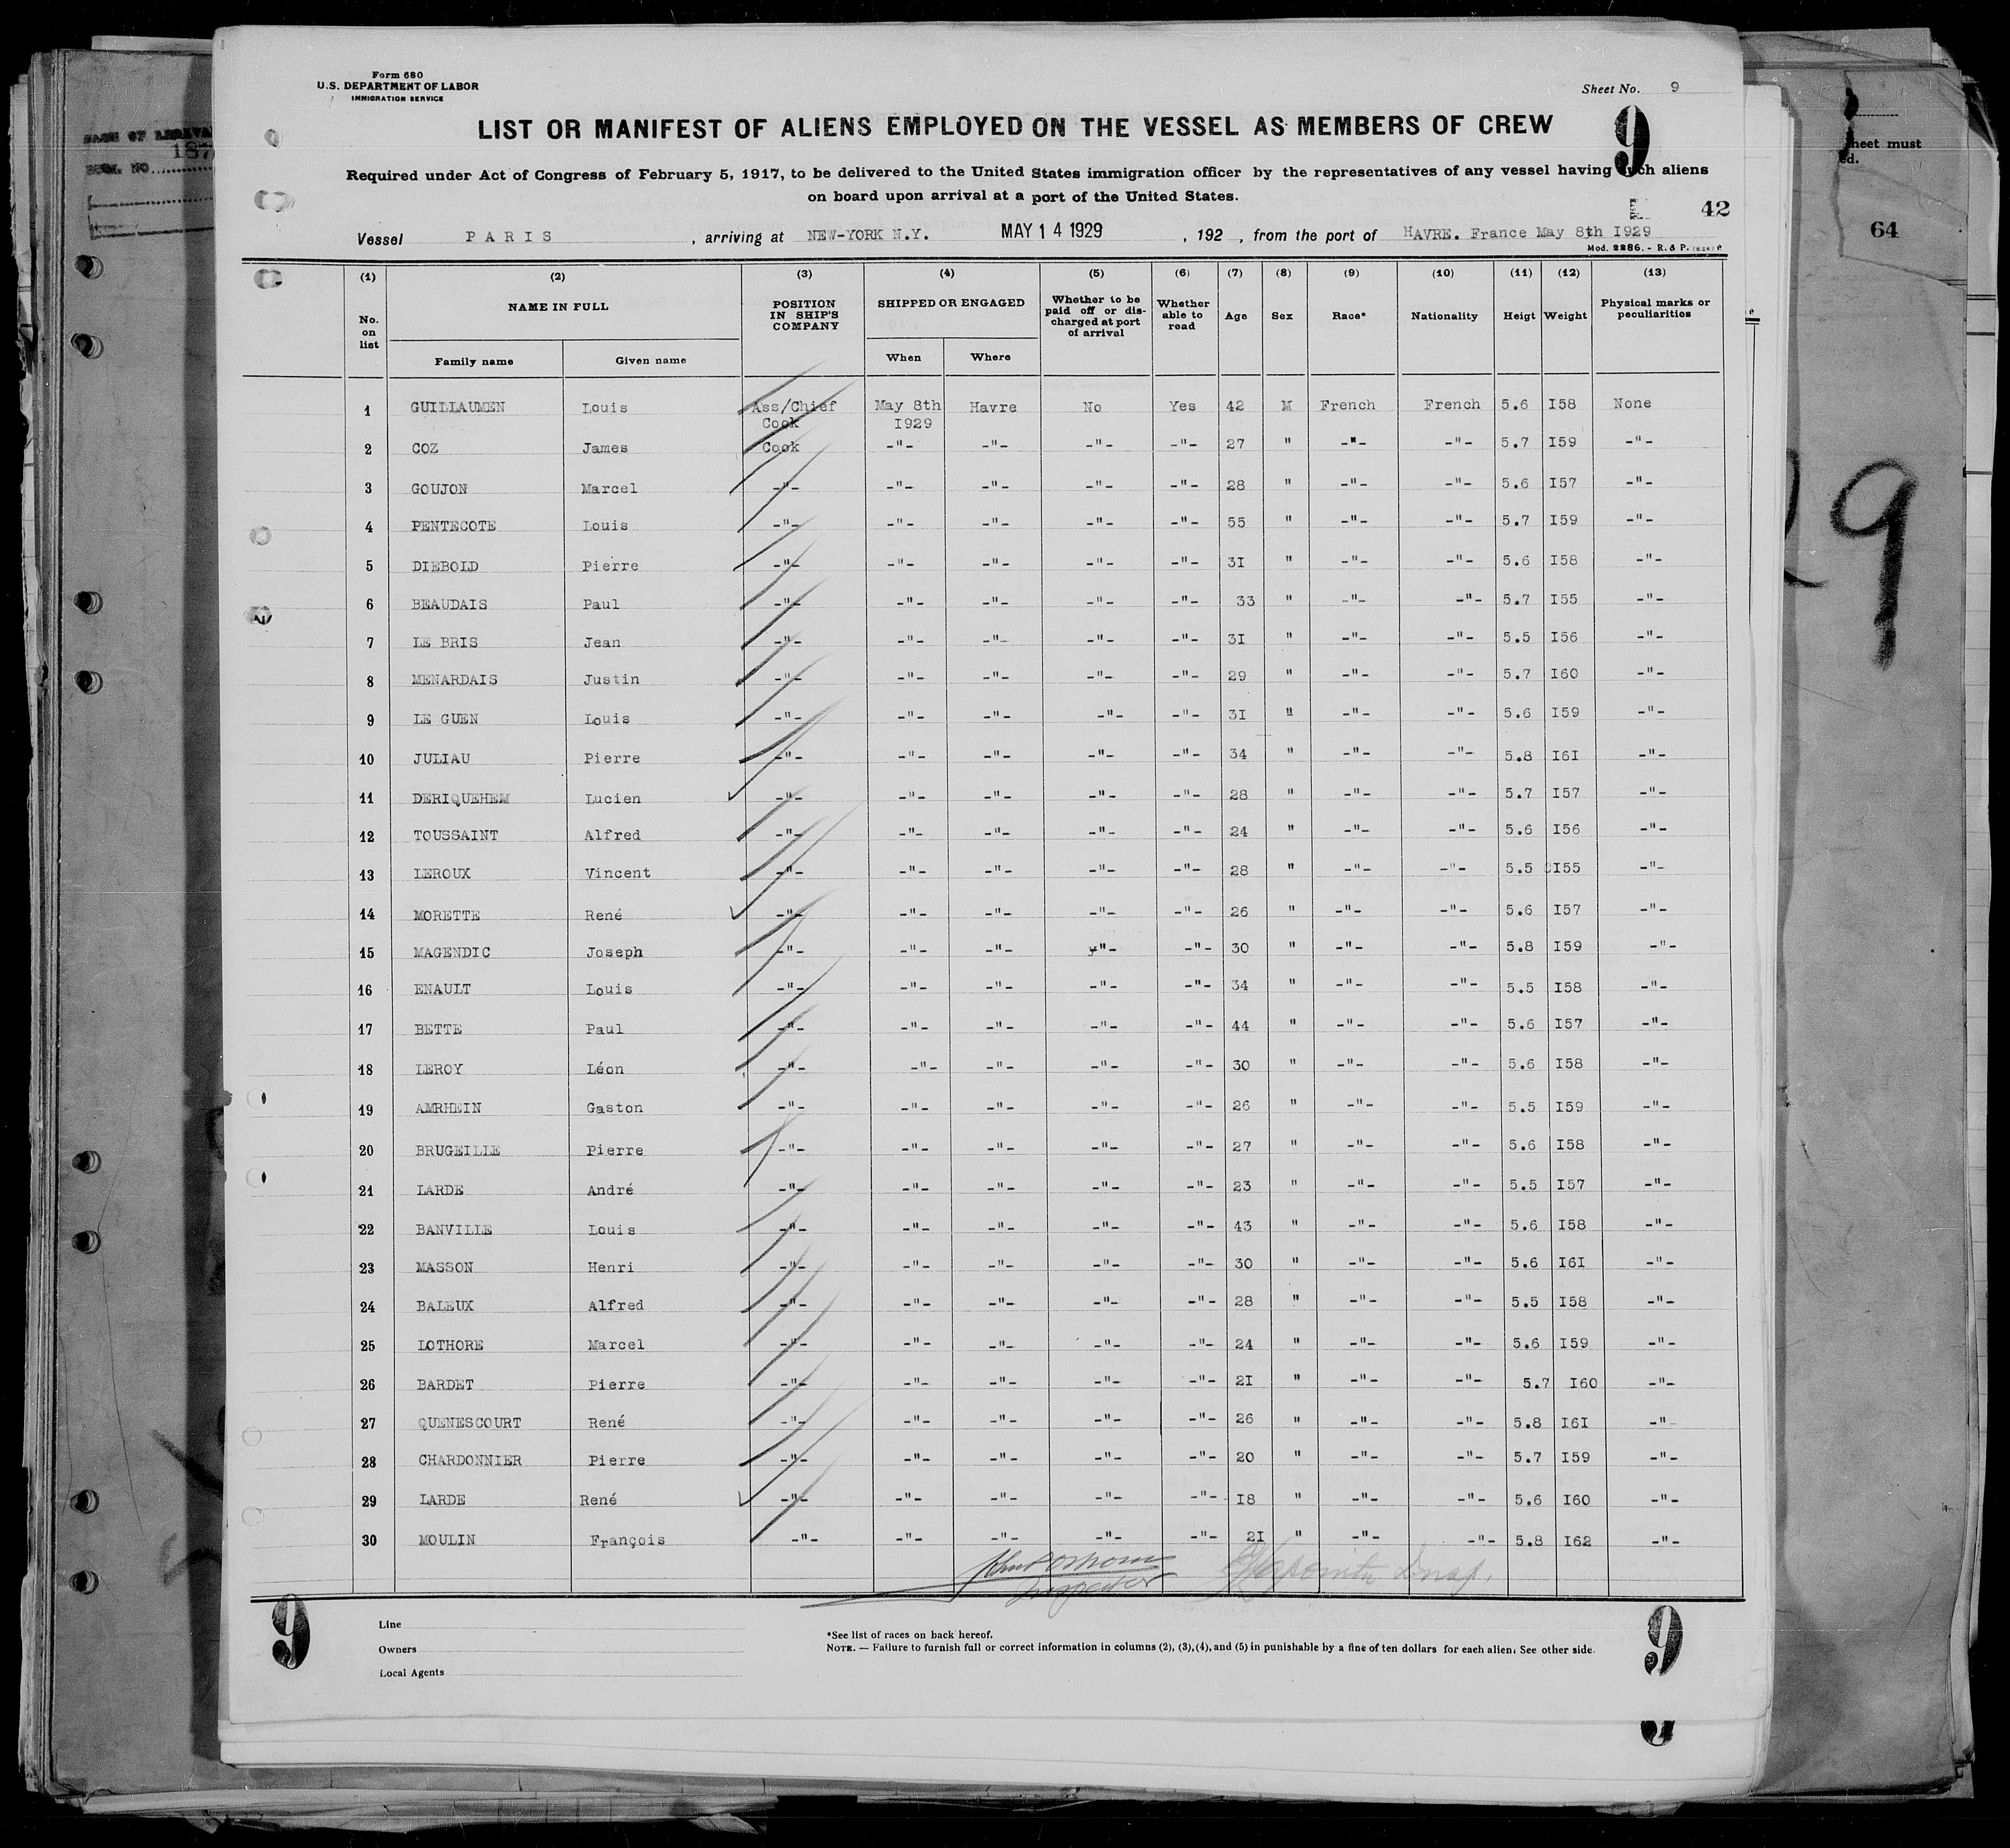 Form 680
U.S. DEPARTMENT OF LABOR
IMMIGRATION SERVICE
Sheet No. 9
LIST OR MANIFEST OF ALIENS EMPLOYED ON THE VESSEL AS MEMBERS OF CREW
9
Required under Act of Congress of February 5, 1917, to be delivered to the United States immigration officer by the representatives of any vessel having such aliens
on board upon arrival at a port of the United States.
42
Vessel PARIS , arriving at NEW-YORK N.Y. MAY 14 1929 , 192 , from the port of HAVRE. France May 8th I929
Mod. 2286. - R. & P.
(1) (2) (3) (4) (5) (6) (7) (8) (9) (10) (11) (12) (13)
No. on list NAME IN FULL Family name Given name POSITION IN SHIP'S COMPANY SHIPPED OR ENGAGED When Where Whether to be paid off or discharged at port of arrival Whether able to read Age Sex Race* Nationality Heigt Weight Physical marks or peculiarities
1 GUILLAUMEN Louis Ass/Chief Cook May 8th I929 Havre No Yes 42 M French French 5.6 I58 None
2 COZ James Cook -"- -"- -"- -"- 27 " -"- -"- 5.7 I59 -"-
3 GOUJON Marcel -"- -"- -"- -"- -"- 28 " -"- -"- 5.6 I57 -"-
4 PENTECOTE Louis -"- -"- -"- -"- -"- 55 " -"- -"- 5.7 I59 -"-
5 DIEBOLD Pierre -"- -"- -"- -"- -"- 3I " -"- -"- 5.6 I58 -"-
6 BEAUDAIS Paul -"- -"- -"- -"- -"- 33 " -"- -"- 5.7 I55 -"-
7 LE BRIS Jean -"- -"- -"- -"- -"- 3I " -"- -"- 5.5 I56 -"-
8 MENARDAIS Justin -"- -"- -"- -"- -"- 29 " -"- -"- 5.7 I60 -"-
9 LE GUEN Louis -"- -"- -"- -"- -"- 3I " -"- -"- 5.6 I59 -"-
10 JULIAU Pierre -"- -"- -"- -"- -"- 34 " -"- -"- 5.8 I6I -"-
11 DERIQUEHEM Lucien -"- -"- -"- -"- -"- 28 " -"- -"- 5.7 I57 -"-
12 TOUSSAINT Alfred -"- -"- -"- -"- -"- 24 " -"- -"- 5.6 I56 -"-
13 LEROUX Vincent -"- -"- -"- -"- -"- 28 " -"- -"- 5.5 I55 -"-
14 MORETTE René -"- -"- -"- -"- -"- 26 " -"- -"- 5.6 I57 -"-
15 MAGENDIC Joseph -"- -"- -"- -"- -"- 30 " -"- -"- 5.8 I59 -"-
16 ENAULT Louis -"- -"- -"- -"- -"- 34 " -"- -"- 5.5 I58 -"-
17 BETTE Paul -"- -"- -"- -"- -"- 44 " -"- -"- 5.6 I57 -"-
18 LEROY Léon -"- -"- -"- -"- -"- 30 " -"- -"- 5.6 I58 -"-
19 AMRHEIN Gaston -"- -"- -"- -"- -"- 26 " -"- -"- 5.5 I59 -"-
20 BRUGEILLE Pierre -"- -"- -"- -"- -"- 27 " -"- -"- 5.6 I58 -"-
21 LARDE André -"- -"- -"- -"- -"- 23 " -"- -"- 5.5 I57 -"-
22 BANVILLE Louis -"- -"- -"- -"- -"- 43 " -"- -"- 5.6 I58 -"-
23 MASSON Henri -"- -"- -"- -"- -"- 30 " -"- -"- 5.6 I6I -"-
24 BALEUX Alfred -"- -"- -"- -"- -"- 28 " -"- -"- 5.5 I58 -"-
25 LOTHORE Marcel -"- -"- -"- -"- -"- 24 " -"- -"- 5.6 I59 -"-
26 BARDET Pierre -"- -"- -"- -"- -"- 2I " -"- -"- 5.7 I60 -"-
27 QUENESCOURT René -"- -"- -"- -"- -"- 26 " -"- -"- 5.8 I6I -"-
28 CHARDONNIER Pierre -"- -"- -"- -"- -"- 20 " -"- -"- 5.7 I59 -"-
29 LARDE René -"- -"- -"- -"- -"- I8 " -"- -"- 5.6 I60 -"-
30 MOULIN François -"- -"- -"- -"- -"- 2I " -"- -"- 5.8 I62 -"-
Inspector
Insp.
9
Line
Owners
Local Agents
*See list of races on back hereof.
NOTE. — Failure to furnish full or correct information in columns (2), (3), (4), and (5) in punishable by a fine of ten dollars for each alien. See other side.
9
187
heet must
ed.
64
9